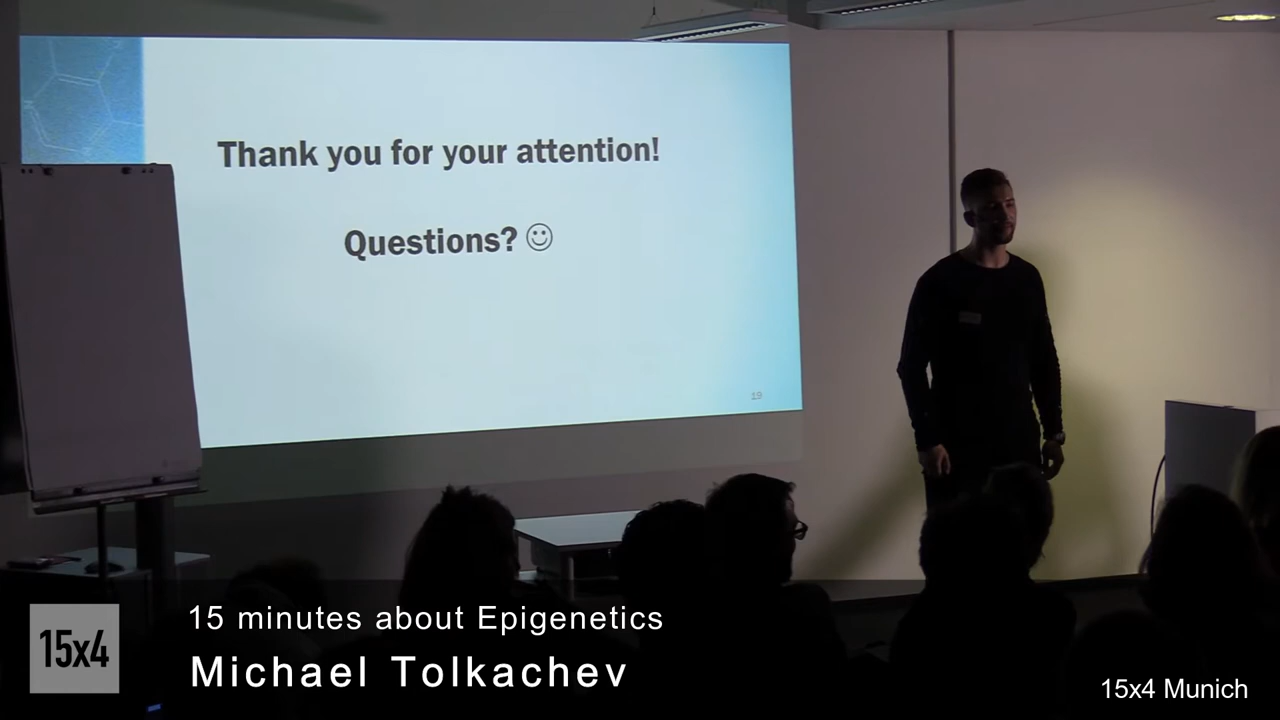 Thank you for your attention!
Questions? ☺
19
15x4
15 minutes about Epigenetics
Michael Tolkachev
15x4 Munich